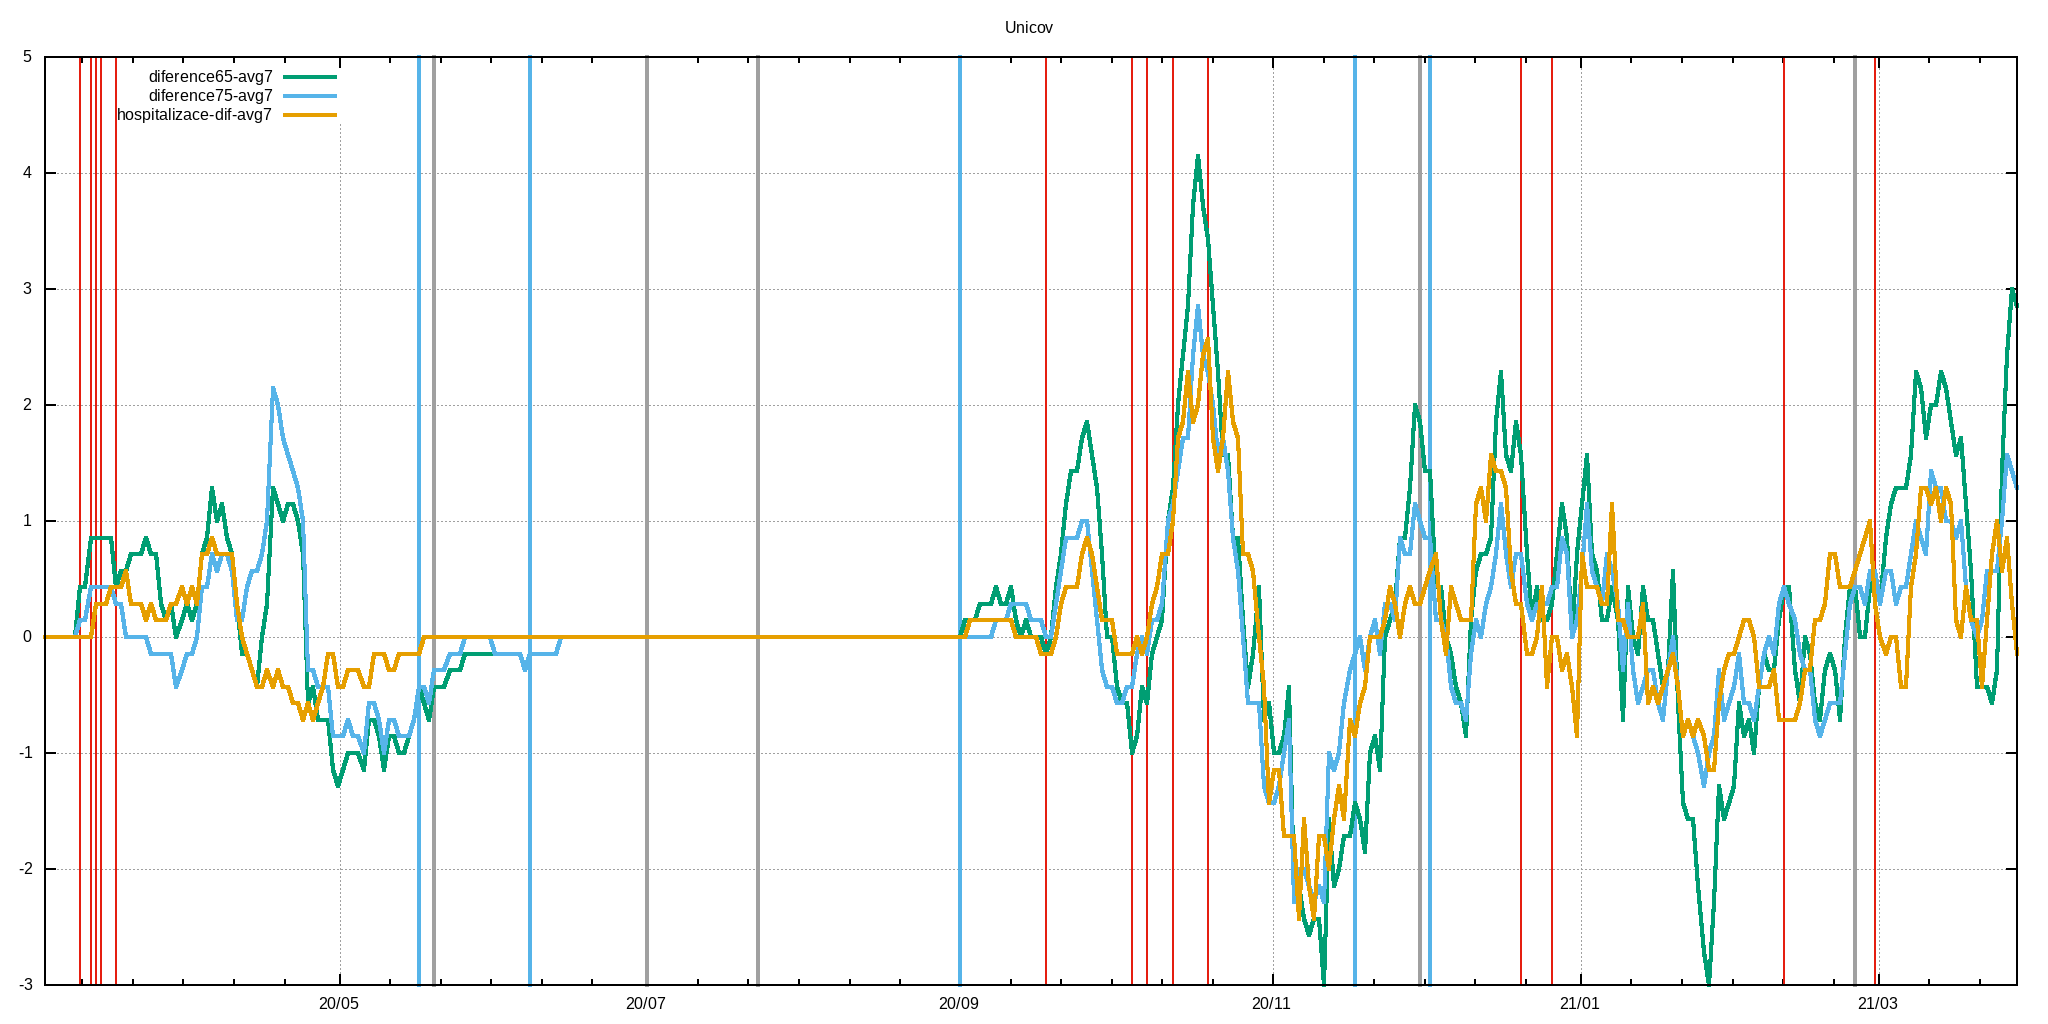 Unicov
5
diference65-avg7
diference75-avg7
hospitalizace-dif-avg7
4
3
2
1
0
-1
-2
-3
20/05 20/07 20/09 20/11 21/01 21/03